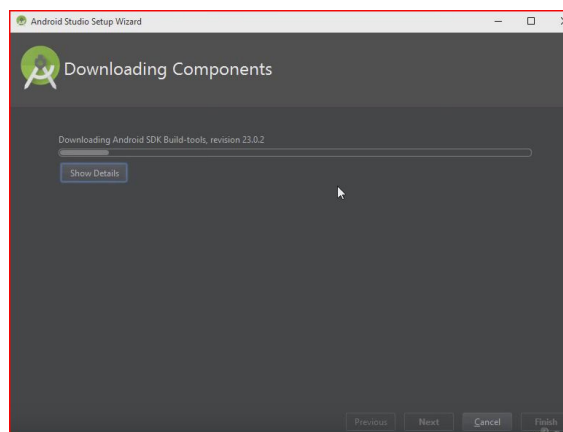 Android Studio Setup Wizard
Downloading Components
Downloading Android SDK Build-tools, revision 23.0.2
Show Details
Previous Next Cancel Finish